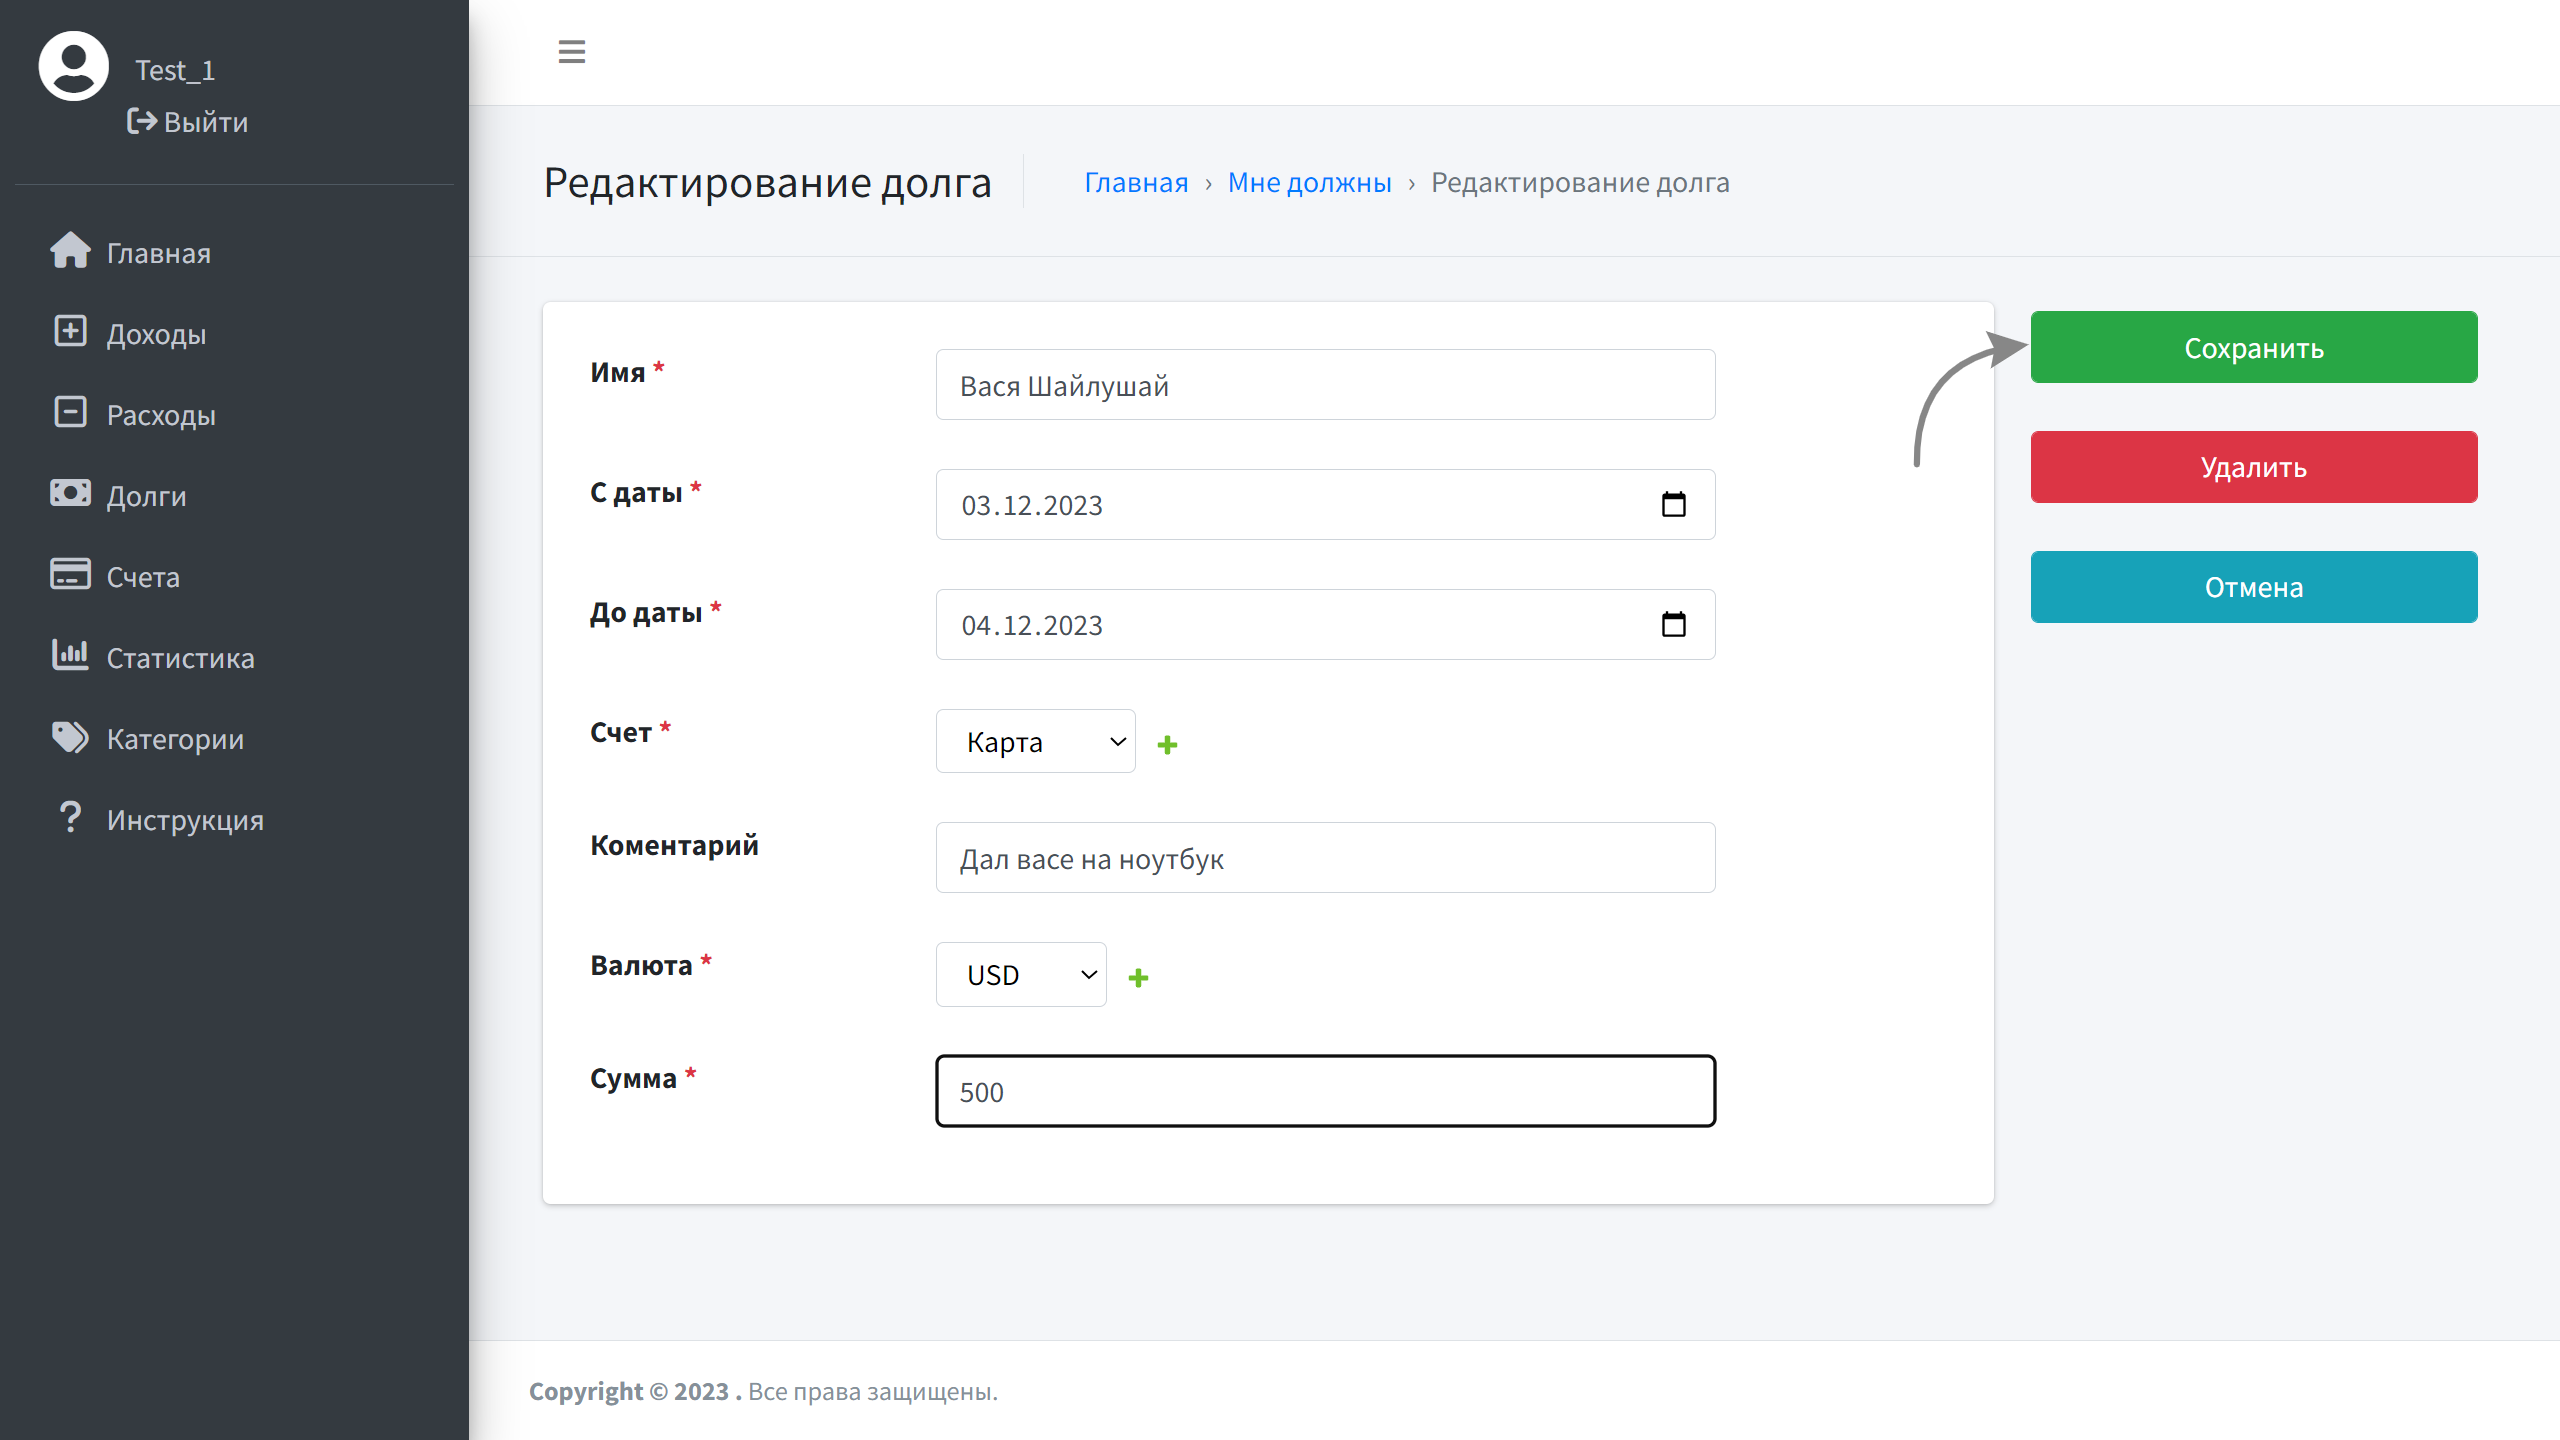 Test_1
Выйти
Главная
Доходы
Расходы
Долги
Счета
Статистика
Категории
Инструкция
Редактирование долга
Главная › Мне должны › Редактирование долга
Имя *
Вася Шайлушай
С даты *
03.12.2023
До даты *
04.12.2023
Счет *
Карта
Коментарий
Дал васе на ноутбук
Валюта *
USD
Сумма *
500
Сохранить
Удалить
Отмена
Copyright © 2023 . Все права защищены.